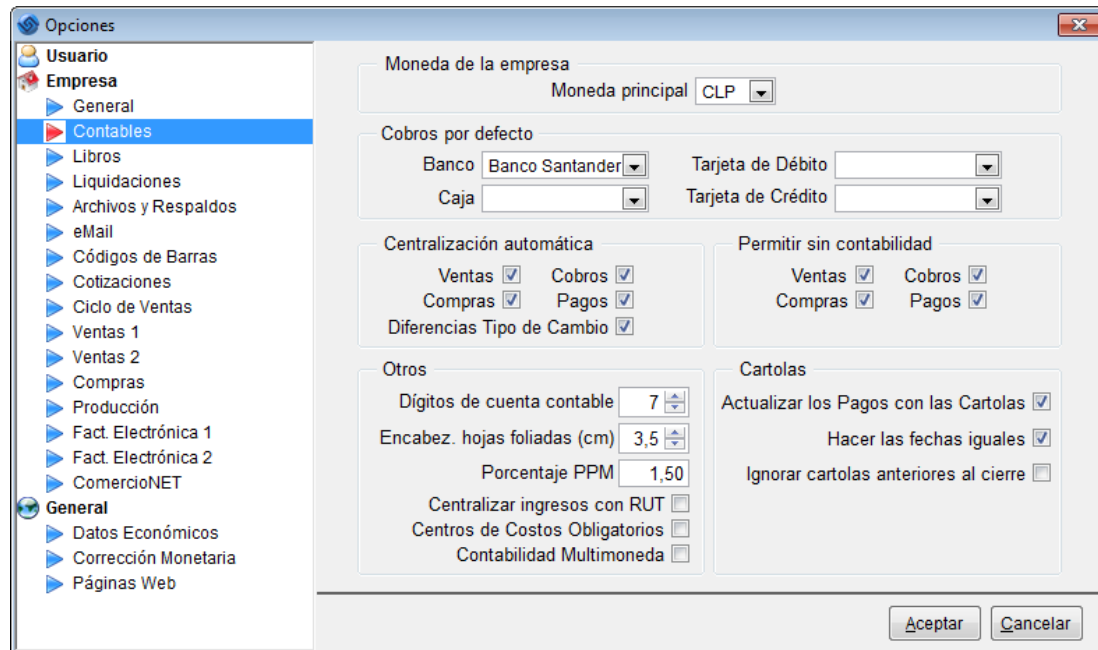 Opciones
Usuario
Empresa
General
Contables
Libros
Liquidaciones
Archivos y Respaldos
eMail
Códigos de Barras
Cotizaciones
Ciclo de Ventas
Ventas 1
Ventas 2
Compras
Producción
Fact. Electrónica 1
Fact. Electrónica 2
ComercioNET
General
Datos Económicos
Corrección Monetaria
Páginas Web
Moneda de la empresa
Moneda principal CLP
Cobros por defecto
Banco Banco Santander Tarjeta de Débito
Caja Tarjeta de Crédito
Centralización automática
Ventas Cobros
Compras Pagos
Diferencias Tipo de Cambio
Permitir sin contabilidad
Ventas Cobros
Compras Pagos
Otros
Dígitos de cuenta contable 7
Encabez. hojas foliadas (cm) 3,5
Porcentaje PPM 1,50
Centralizar ingresos con RUT
Centros de Costos Obligatorios
Contabilidad Multimoneda
Cartolas
Actualizar los Pagos con las Cartolas
Hacer las fechas iguales
Ignorar cartolas anteriores al cierre
Aceptar Cancelar